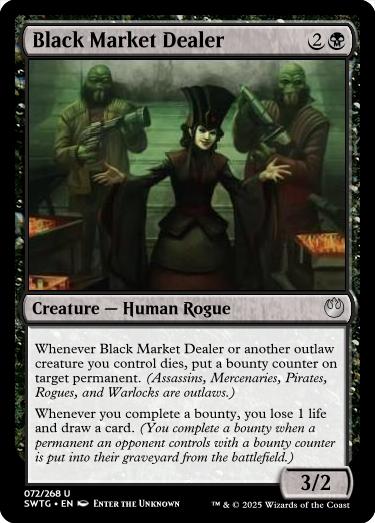 Black Market Dealer 2
Creature — Human Rogue
Whenever Black Market Dealer or another outlaw
creature you control dies, put a bounty counter on
target permanent. (Assassins, Mercenaries, Pirates,
Rogues, and Warlocks are outlaws.)
Whenever you complete a bounty, you lose 1 life
and draw a card. (You complete a bounty when a
permanent an opponent controls with a bounty counter
is put into their graveyard from the battlefield.)
3/2
072/268 U
SWTG • EN Enter the Unknown ™ & © 2025 Wizards of the Coast